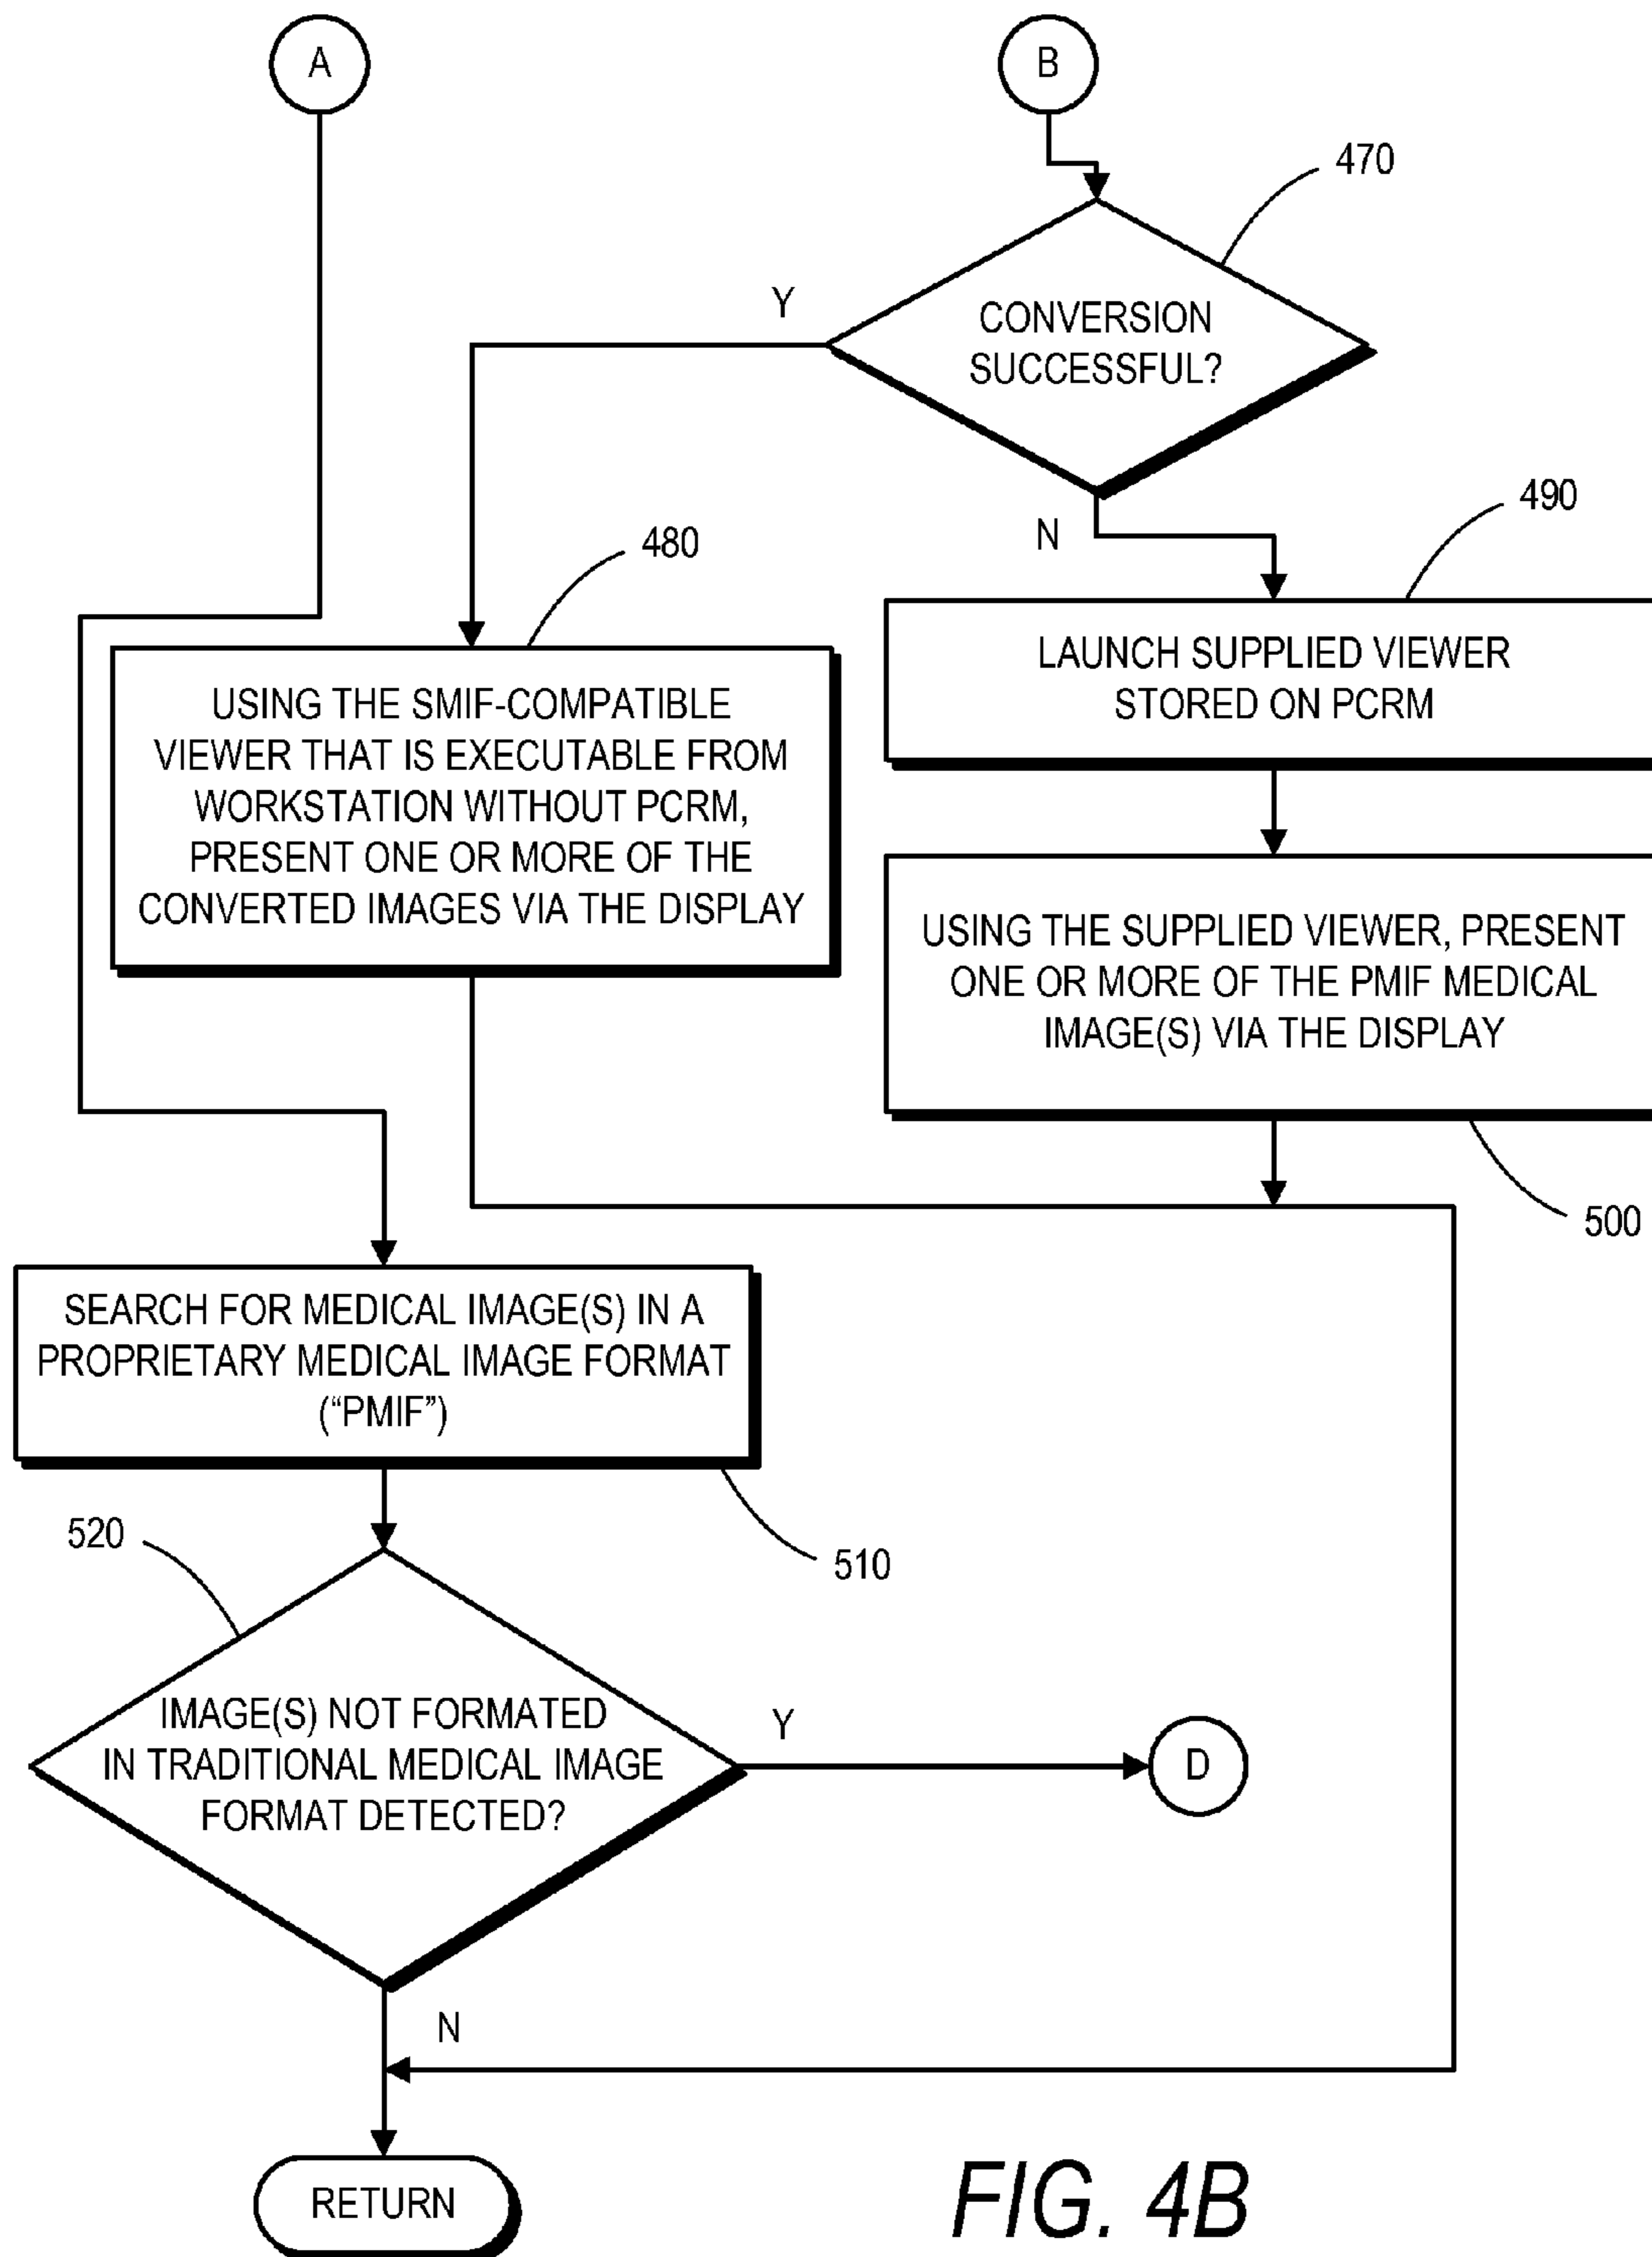 A
B
470
Y
CONVERSION
SUCCESSFUL?
N
490
480
LAUNCH SUPPLIED VIEWER
STORED ON PCRM
USING THE SMIF-COMPATIBLE
VIEWER THAT IS EXECUTABLE FROM
WORKSTATION WITHOUT PCRM,
PRESENT ONE OR MORE OF THE
CONVERTED IMAGES VIA THE DISPLAY
USING THE SUPPLIED VIEWER, PRESENT
ONE OR MORE OF THE PMIF MEDICAL
IMAGE(S) VIA THE DISPLAY
500
SEARCH FOR MEDICAL IMAGE(S) IN A
PROPRIETARY MEDICAL IMAGE FORMAT
(“PMIF”)
510
520
IMAGE(S) NOT FORMATED
IN TRADITIONAL MEDICAL IMAGE
FORMAT DETECTED?
Y
D
N
RETURN
FIG. 4B